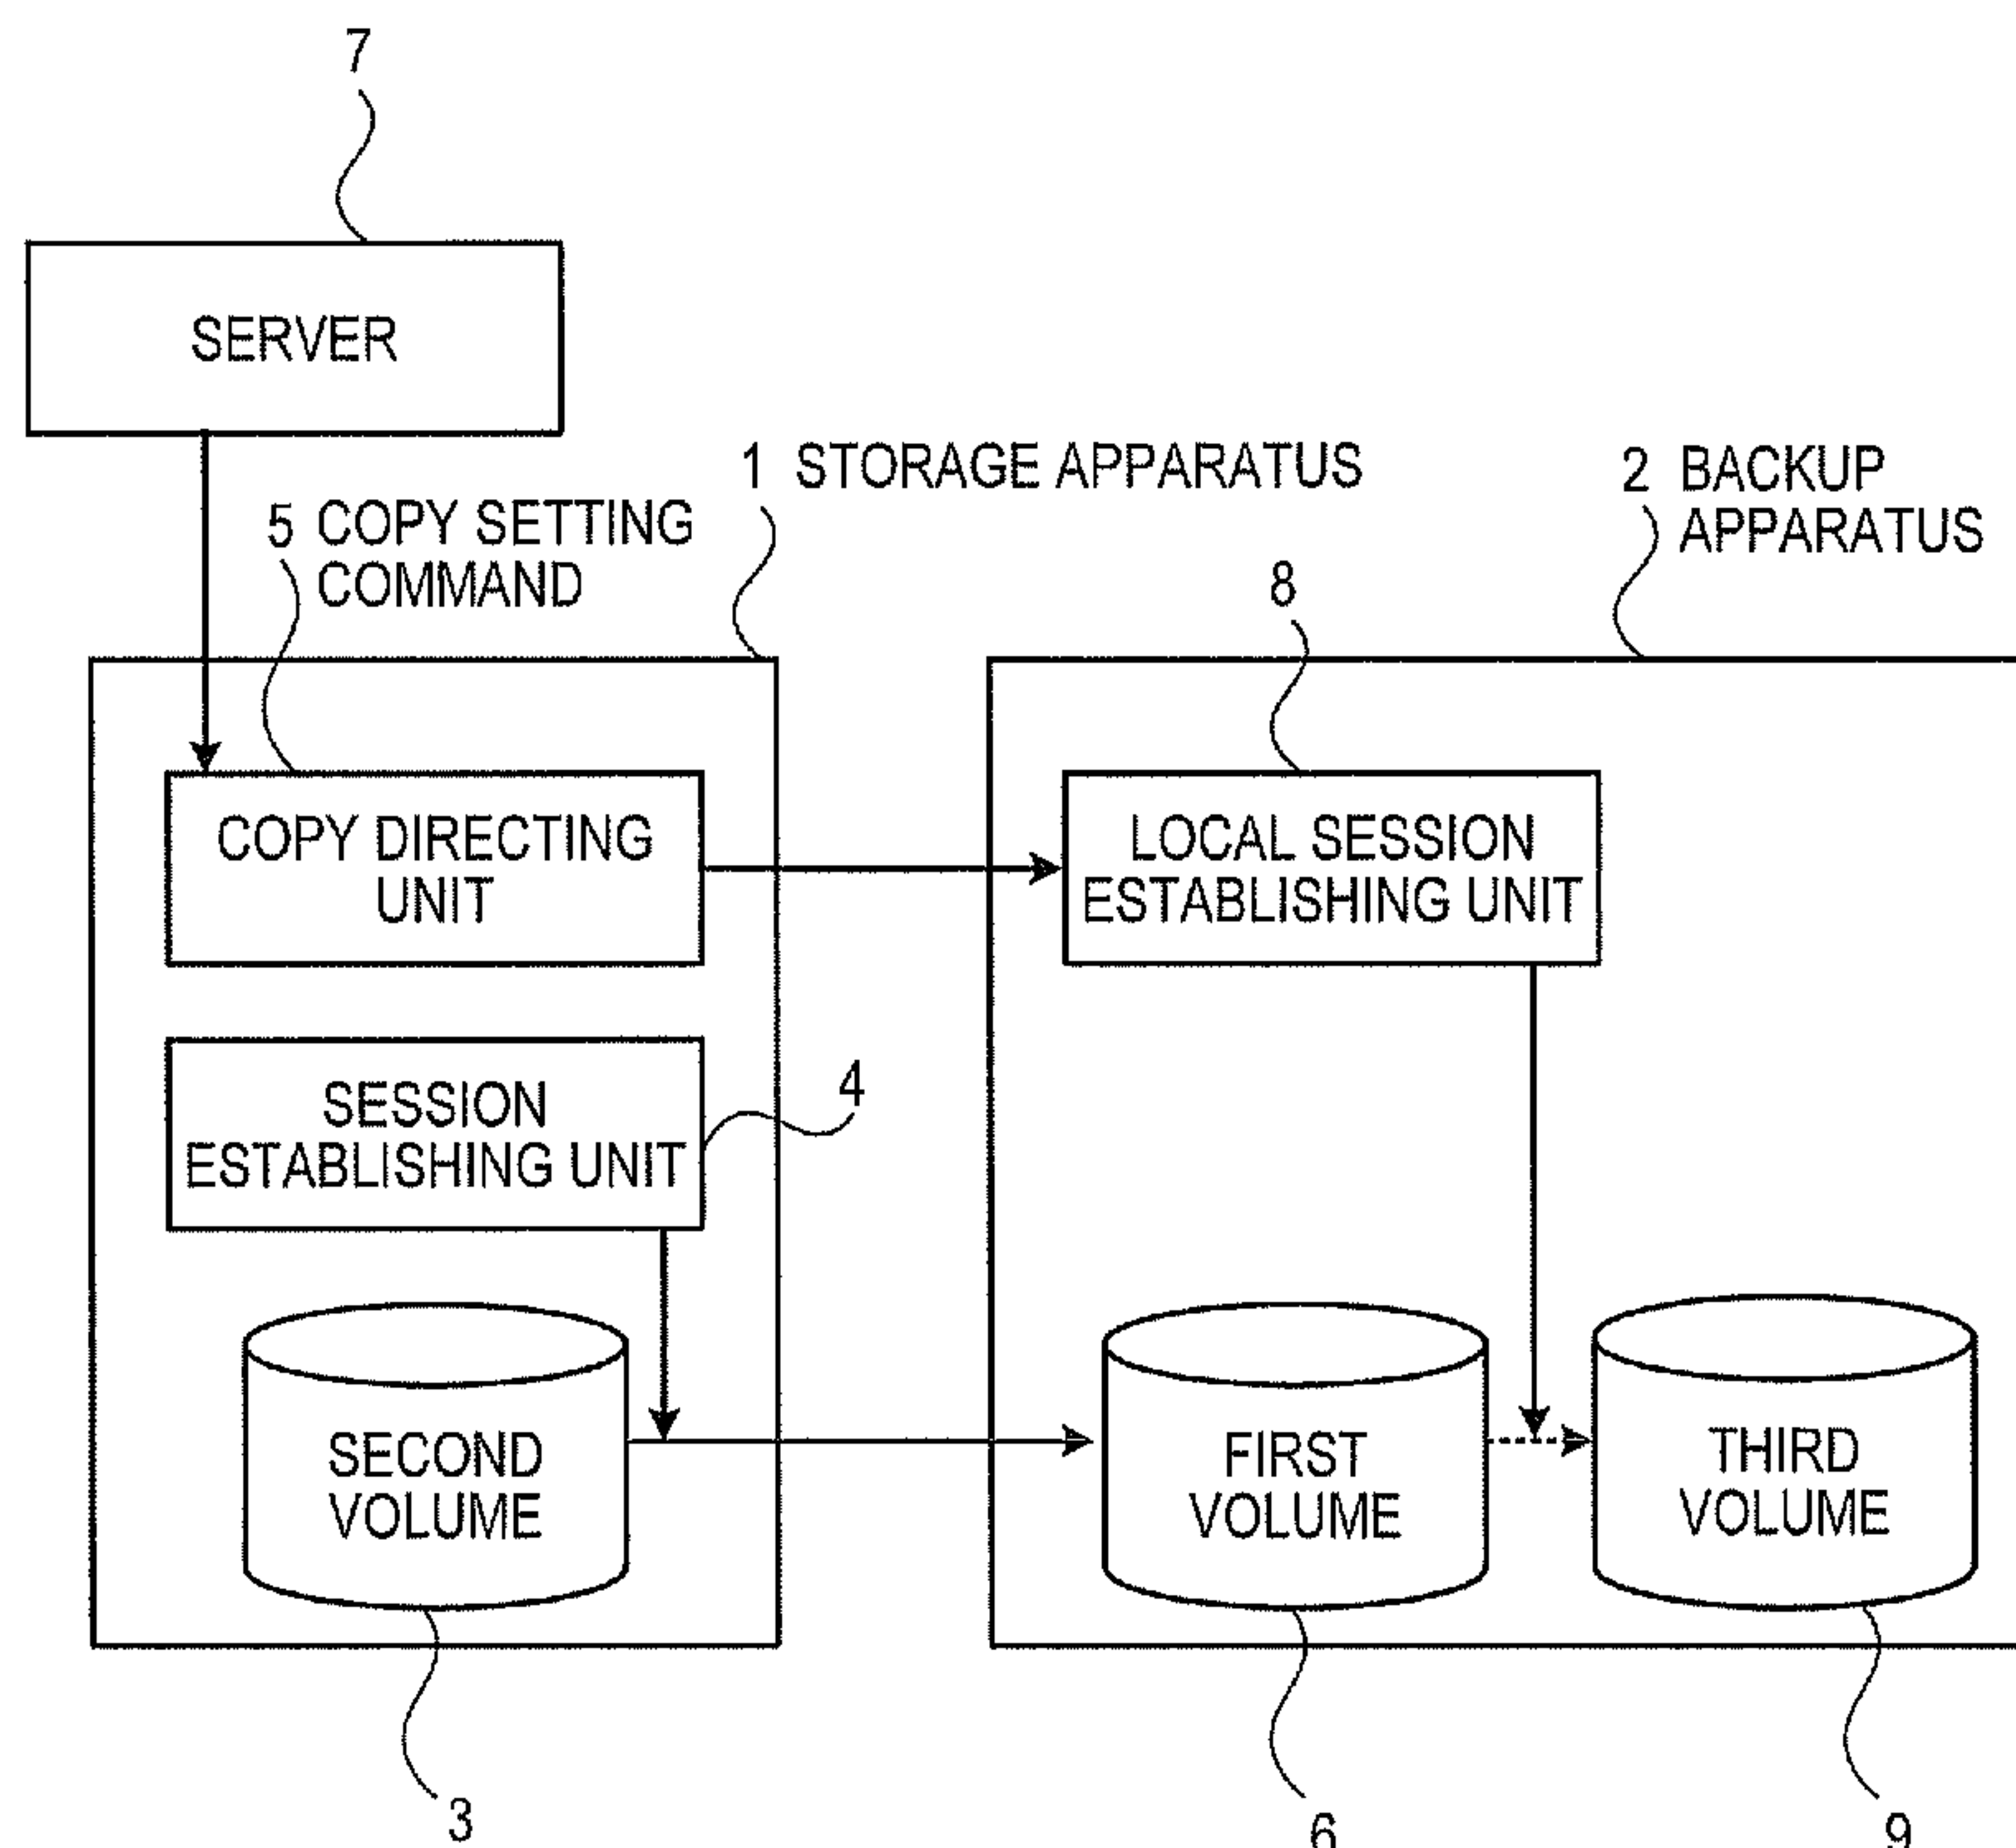 7
SERVER
1 STORAGE APPARATUS
2 BACKUP
APPARATUS
5 COPY SETTING
COMMAND
8
COPY DIRECTING
UNIT
LOCAL SESSION
ESTABLISHING UNIT
SESSION
ESTABLISHING UNIT
4
SECOND
VOLUME
FIRST
VOLUME
THIRD
VOLUME
3
6
9